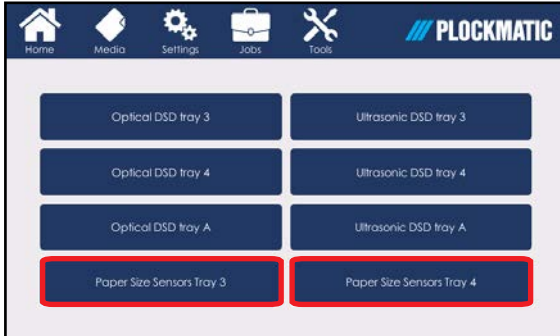 Home Media Settings Jobs Tools PLOCKMATIC
Optical DSD tray 3 Ultrasonic DSD tray 3
Optical DSD tray 4 Ultrasonic DSD tray 4
Optical DSD tray A Ultrasonic DSD tray A
Paper Size Sensors Tray 3 Paper Size Sensors Tray 4